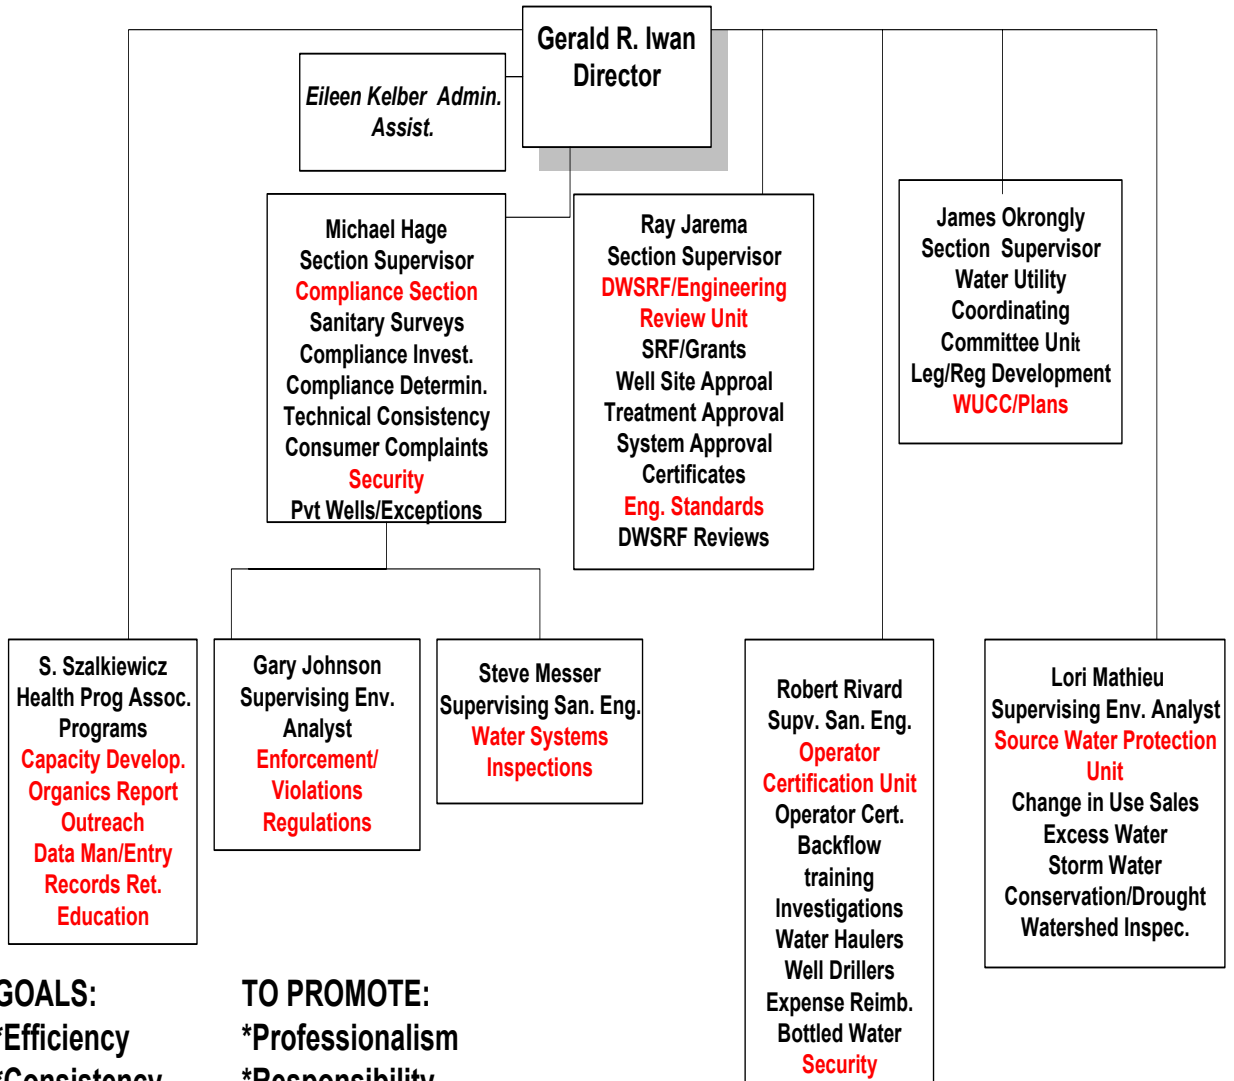 Gerald R. Iwan
Director
Eileen Kelber  Admin.
Assist.
Michael Hage
Section Supervisor
Compliance Section
Sanitary Surveys
Compliance Invest.
Compliance Determin.
Technical Consistency
Consumer Complaints
Security
Pvt Wells/Exceptions
Ray Jarema
Section Supervisor
DWSRF/Engineering
Review Unit
SRF/Grants
Well Site Approal
Treatment Approval
System Approval
Certificates
Eng. Standards
DWSRF Reviews
James Okrongly
Section  Supervisor
Water Utility
Coordinating
Committee Unit
Leg/Reg Development
WUCC/Plans
S. Szalkiewicz
Health Prog Assoc.
Programs
Capacity Develop.
Organics Report
Outreach
Data Man/Entry
Records Ret.
Education
Gary Johnson
Supervising Env.
Analyst
Enforcement/
Violations
Regulations
Steve Messer
Supervising San. Eng.
Water Systems
Inspections
Robert Rivard
Supv. San. Eng.
Operator
Certification Unit
Operator Cert.
Backflow
training
Investigations
Water Haulers
Well Drillers
Expense Reimb.
Bottled Water
Security
Lori Mathieu
Supervising Env. Analyst
Source Water Protection
Unit
Change in Use Sales
Excess Water
Storm Water
Conservation/Drought
Watershed Inspec.
GOALS:
*Efficiency
*Consistency
TO PROMOTE:
*Professionalism
*Responsibility